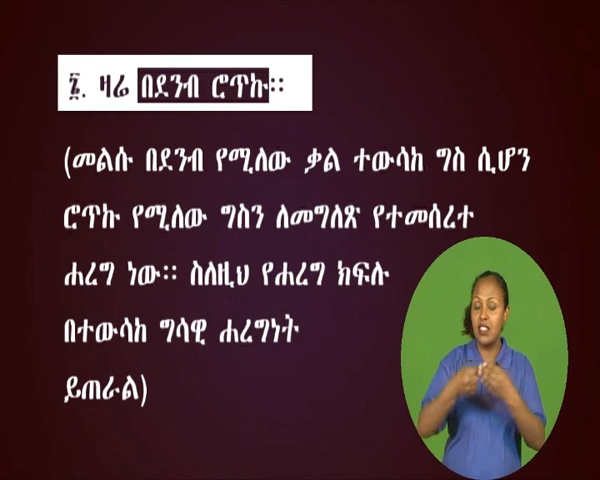 ፯. ዛሬ በደንብ ሮጥኩ፡፡
(መልሱ በደንብ የሚለው ቃል ተውሳከ ግስ ሲሆን
ሮጥኩ የሚለው ግስን ለመግለጽ የተመሰረተ
ሐረግ ነው፡፡ ስለዚህ የሐረግ ክፍሉ
በተውሳከ ግሳዊ ሐረግነት
ይጠራል)